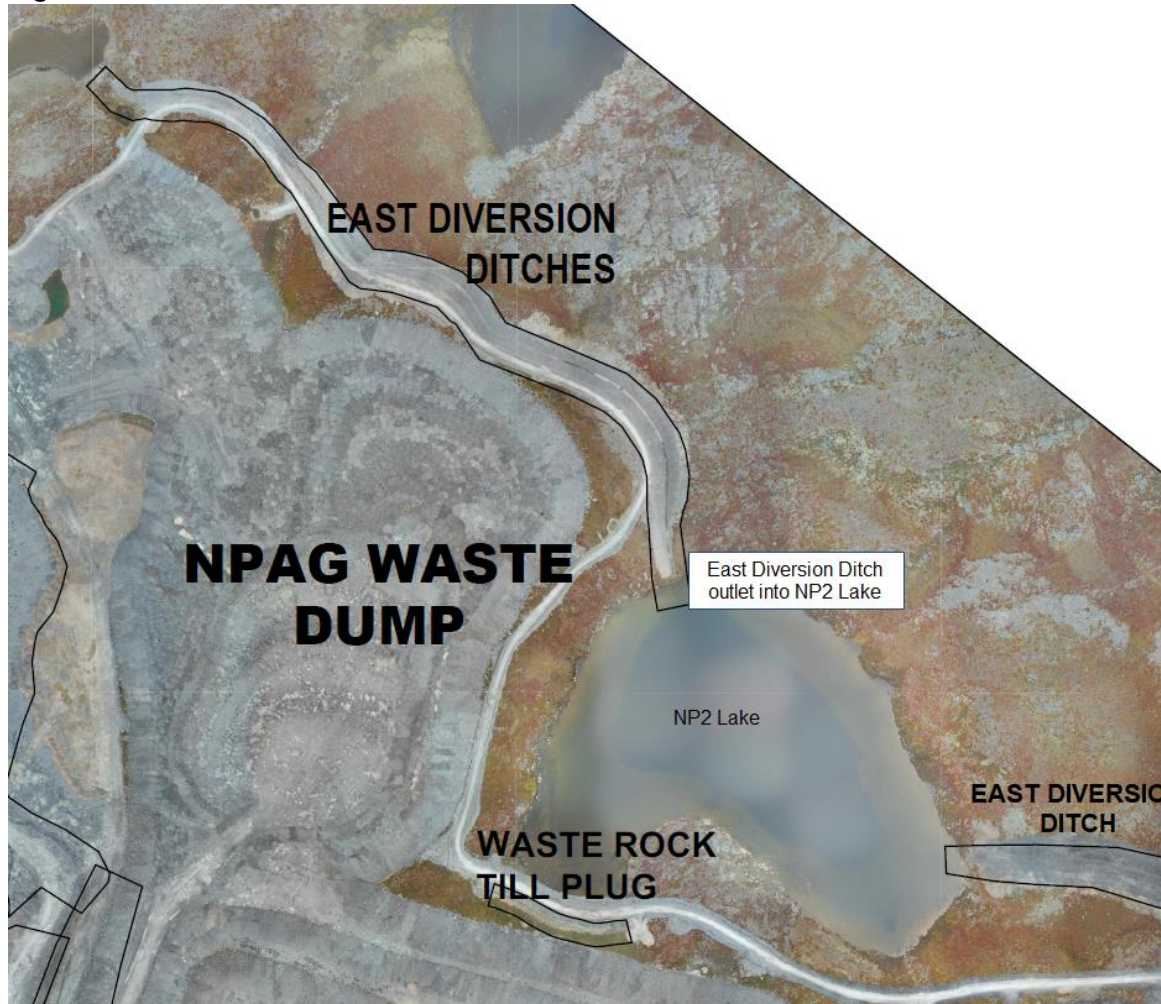 EAST DIVERSION
DITCHES
NPAG WASTE
DUMP
East Diversion Ditch
outlet into NP2 Lake
NP2 Lake
EAST DIVERSIO
DITCH
WASTE ROCK
TILL PLUG